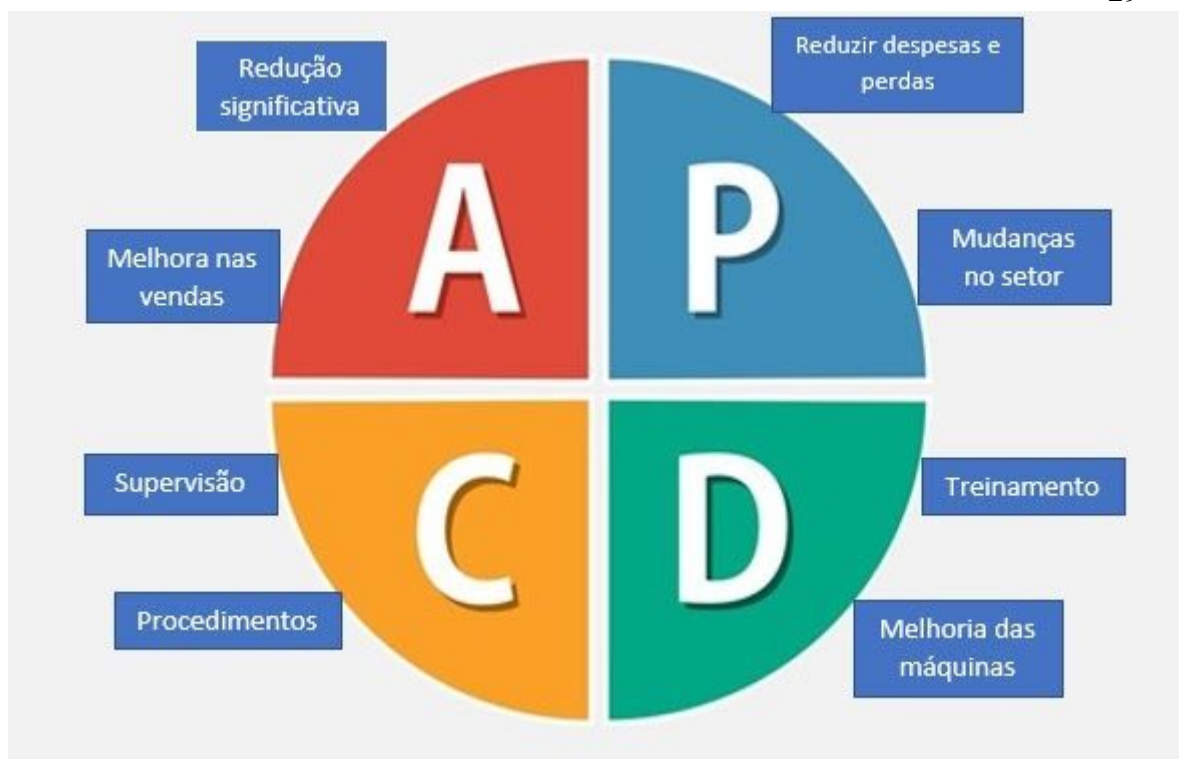 Redução
significativa
Reduzir despesas e
perdas
A
P
Melhora nas
vendas
Mudanças
no setor
Supervisão
Treinamento
C
D
Procedimentos
Melhoria das
máquinas